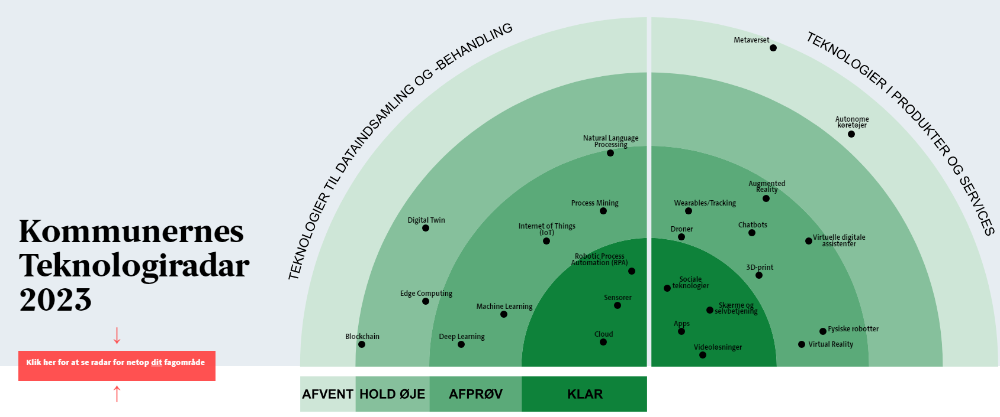 TEKNOLOGIER TIL DATAINDSAMLING OG -BEHANDLING
TEKNOLOGIER I PRODUKTER OG SERVICES
Metaverset
Autonome
køretøjer
Natural Language
Processing
Augmented
Reality
Process Mining
Wearables/Tracking
Digital Twin
Internet of Things
(IoT)
Droner
Chatbots
Virtuelle digitale
assistenter
Robotic Process
Automation (RPA)
3D-print
Sociale
teknologier
Edge Computing
Machine Learning
Sensorer
Skærme og
selvbetjening
Blockchain
Deep Learning
Cloud
Apps
Videoløsninger
Fysiske robotter
Virtual Reality
Kommunernes
Teknologiradar
2023
↓
Klik her for at se radar for netop dit fagområde
↑
AFVENT
HOLD ØJE
AFPRØV
KLAR